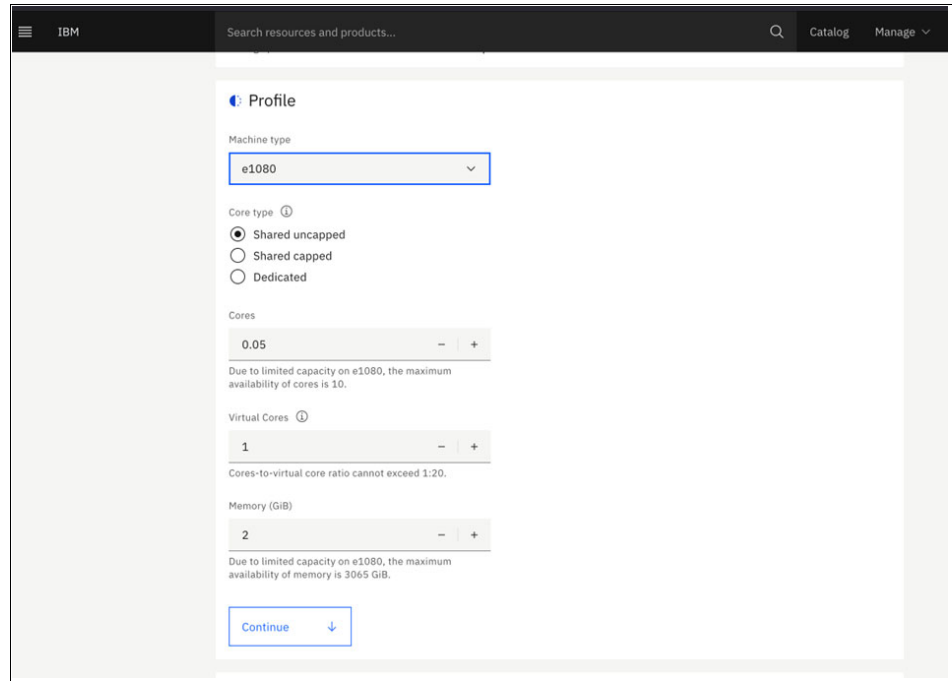 IBM
Search resources and products...
Catalog
Manage
Profile
Machine type
e1080
Core type
Shared uncapped
Shared capped
Dedicated
Cores
0.05
Due to limited capacity on e1080, the maximum
availability of cores is 10.
Virtual Cores
1
Cores-to-virtual core ratio cannot exceed 1:20.
Memory (GiB)
2
Due to limited capacity on e1080, the maximum
availability of memory is 3065 GiB.
Continue